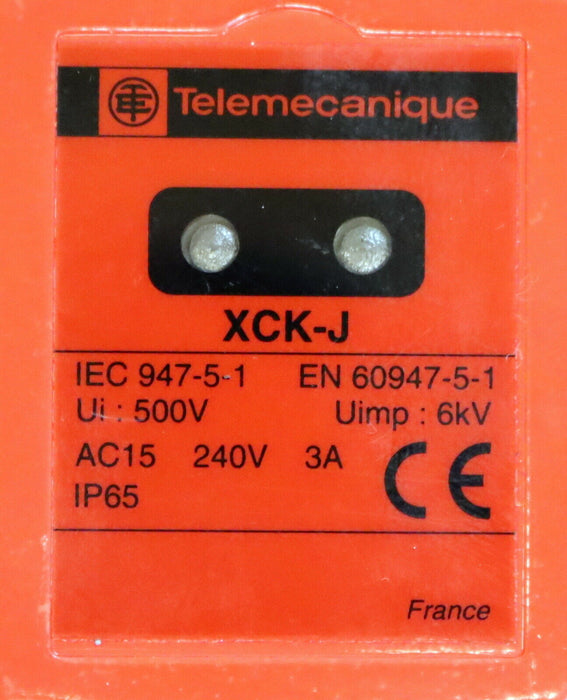 Telemecanique
XCK-J
IEC 947-5-1 EN 60947-5-1
Ui : 500V Uimp : 6kV
AC15 240V 3A CE
IP65
France